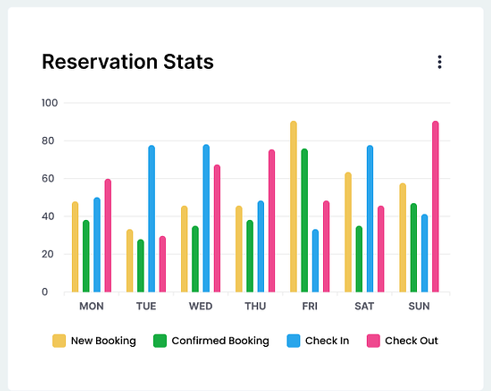 Reservation Stats
100
80
60
40
20
0
MON TUE WED THU FRI SAT SUN
New Booking Confirmed Booking Check In Check Out